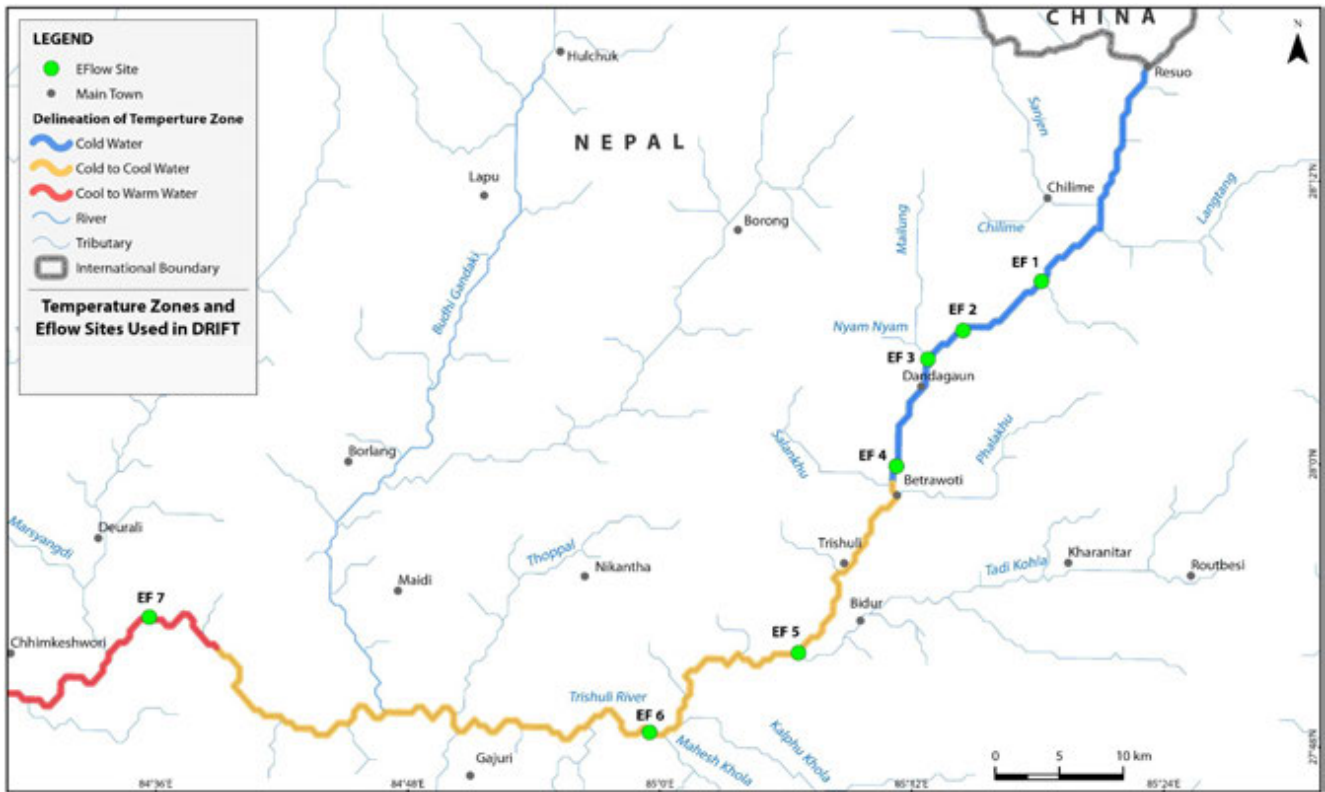 LEGEND
EFlow Site
Main Town
Delineation of Temperture Zone
Cold Water
Cold to Cool Water
Cool to Warm Water
River
Tributary
International Boundary
Temperature Zones and
Eflow Sites Used in DRIFT
CHINA
N
Resuo
Hulchuk
NEPAL
Sanjen
Lapu
Chilime
28°12'N
Langtang
Borong
Mailung
Chilime
EF 1
Budhi Gandaki
EF 2
Nyam Nyam
EF 3
Dandagaun
Salankhu
Phalakhu
EF 4
Borlang
28°0'N
Betrawoti
Deurali
Marsyangdi
Thoppal
Trishuli
Kharanitar
Tadi Kohla
Routbesi
Nikantha
Maidi
EF 7
Bidur
Chhimkeshwori
EF 5
Trishuli River
EF 6
Kalphu Khola
Mahesh Khola
27°48'N
Gajuri
0 5 10 km
84°36'E
84°48'E
85°0'E
85°12'E
85°24'E